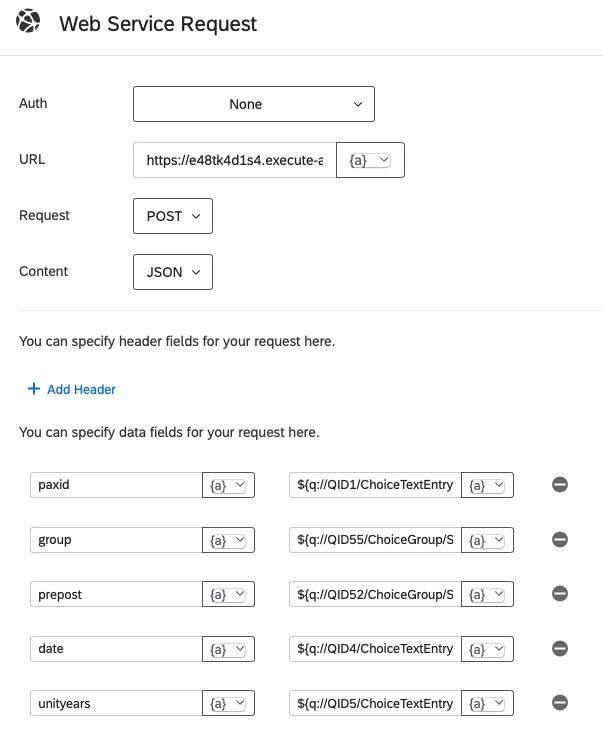 Web Service Request
Auth
None
URL
https://e48tk4d1s4.execute-a
{a}
Request
POST
Content
JSON
You can specify header fields for your request here.
+ Add Header
You can specify data fields for your request here.
paxid {a} ${q://QID1/ChoiceTextEntry {a}
group {a} ${q://QID55/ChoiceGroup/S {a}
prepost {a} ${q://QID52/ChoiceGroup/S {a}
date {a} ${q://QID4/ChoiceTextEntry {a}
unityears {a} ${q://QID5/ChoiceTextEntry {a}